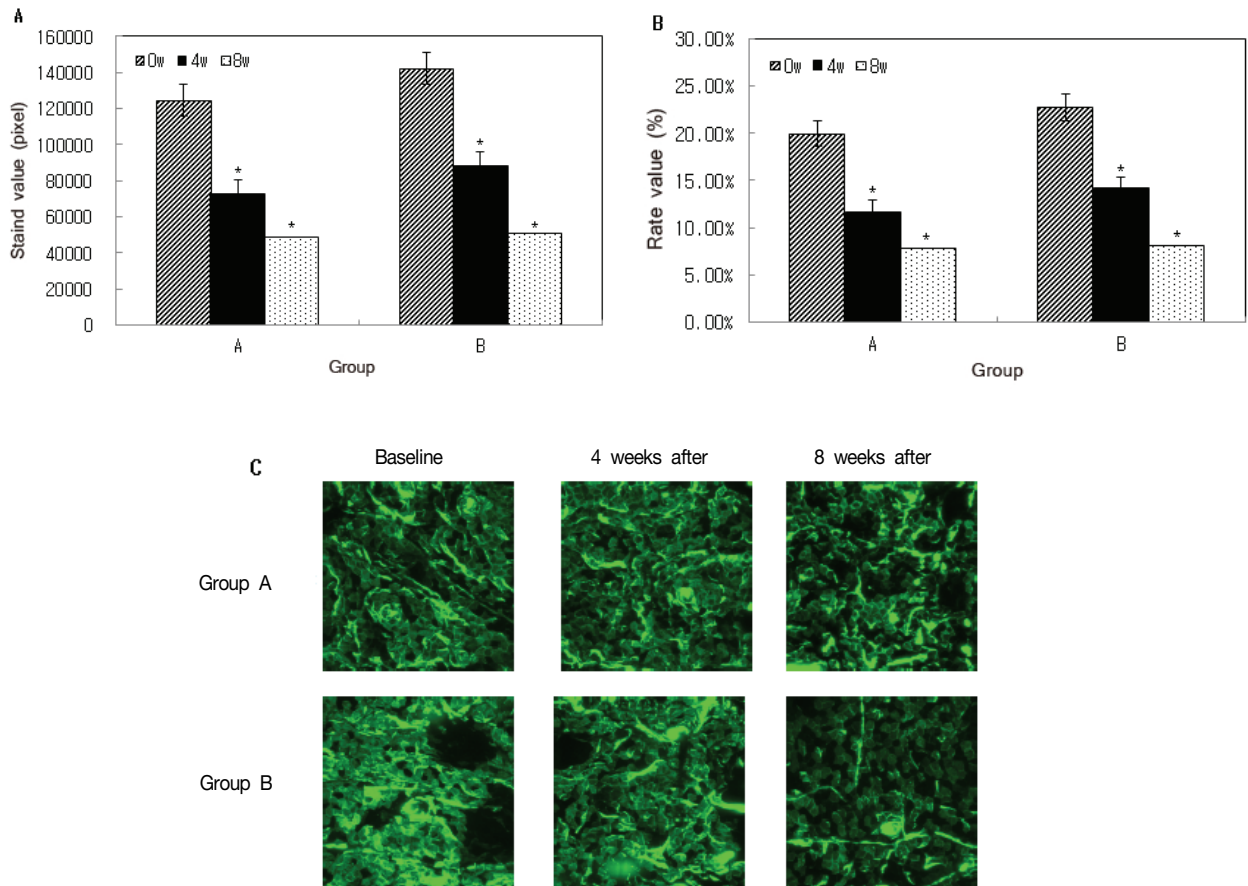 A
160000
140000
120000
100000
80000
60000
40000
20000
0
Staind value (pixel)
0w 4w 8w
*
*
*
*
A B
Group
B
30.00%
25.00%
20.00%
15.00%
10.00%
5.00%
0.00%
Rate value (%)
0w 4w 8w
*
*
*
*
A B
Group
C
Baseline 4 weeks after 8 weeks after
Group A
Group B